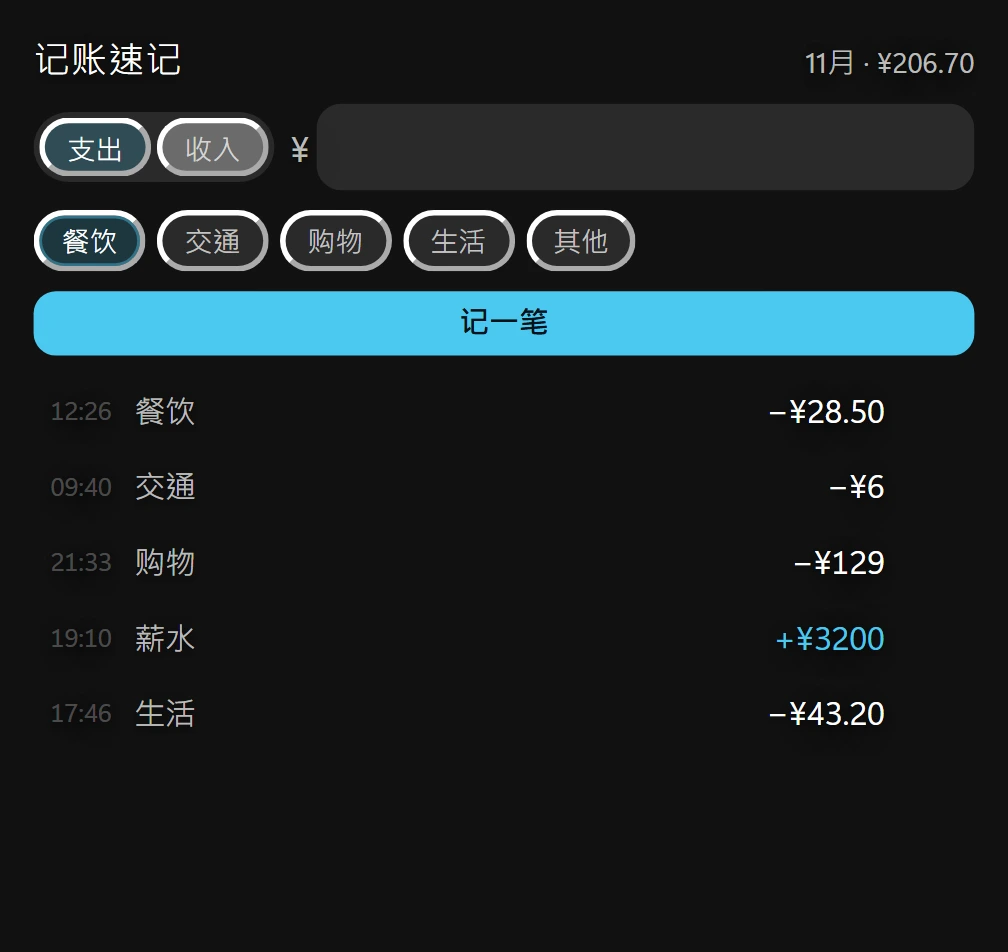 记账速记
11月 · ¥206.70
支出 收入 ¥
餐饮 交通 购物 生活 其他
记一笔
12:26 餐饮 −¥28.50
09:40 交通 −¥6
21:33 购物 −¥129
19:10 薪水 +¥3200
17:46 生活 −¥43.20